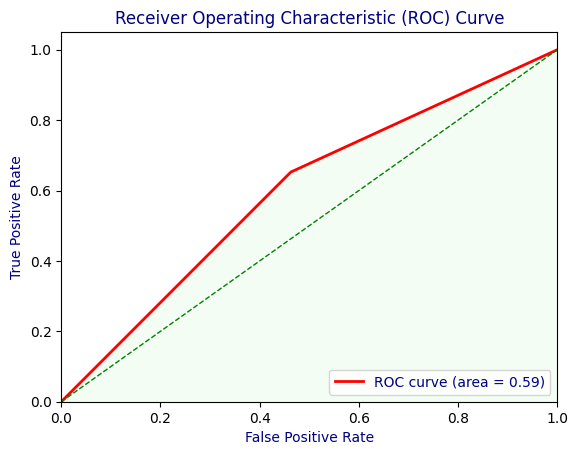 Receiver Operating Characteristic (ROC) Curve
1.0
0.8
0.6
0.4
0.2
0.0
True Positive Rate
ROC curve (area = 0.59)
0.0 0.2 0.4 0.6 0.8 1.0
False Positive Rate